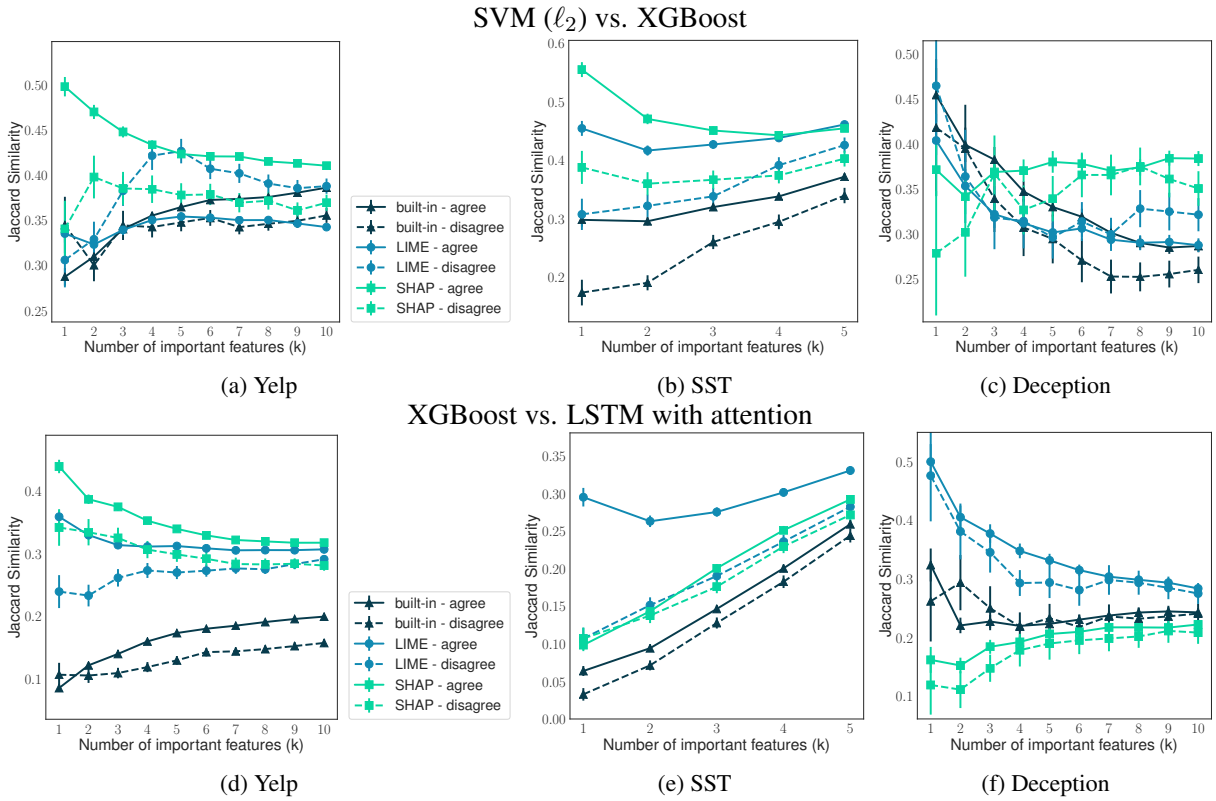 SVM (ℓ2) vs. XGBoost
Jaccard Similarity
0.50
0.45
0.40
0.35
0.30
0.25
1 2 3 4 5 6 7 8 9 10
Number of important features (k)
(a) Yelp
built-in - agree
built-in - disagree
LIME - agree
LIME - disagree
SHAP - agree
SHAP - disagree
Jaccard Similarity
0.6
0.5
0.4
0.3
0.2
1 2 3 4 5
Number of important features (k)
(b) SST
Jaccard Similarity
0.50
0.45
0.40
0.35
0.30
0.25
1 2 3 4 5 6 7 8 9 10
Number of important features (k)
(c) Deception
XGBoost vs. LSTM with attention
Jaccard Similarity
0.4
0.3
0.2
0.1
1 2 3 4 5 6 7 8 9 10
Number of important features (k)
(d) Yelp
built-in - agree
built-in - disagree
LIME - agree
LIME - disagree
SHAP - agree
SHAP - disagree
Jaccard Similarity
0.35
0.30
0.25
0.20
0.15
0.10
0.05
0.00
1 2 3 4 5
Number of important features (k)
(e) SST
Jaccard Similarity
0.5
0.4
0.3
0.2
0.1
1 2 3 4 5 6 7 8 9 10
Number of important features (k)
(f) Deception